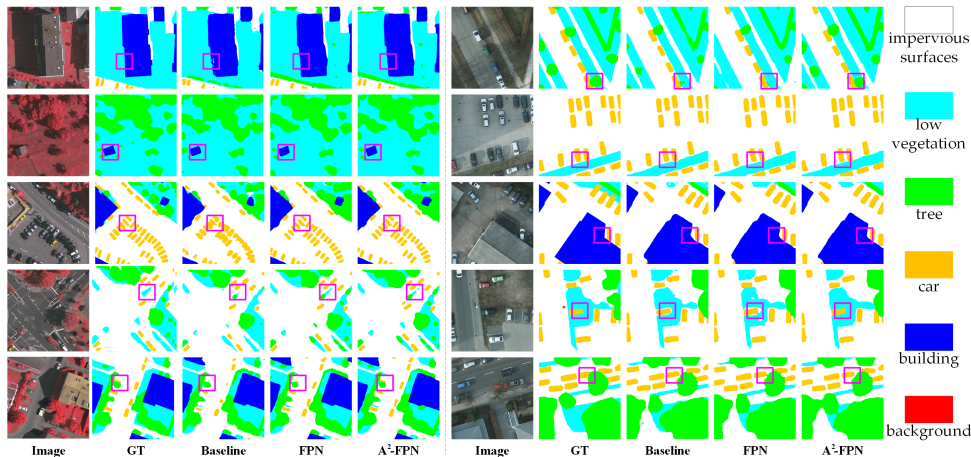 impervious
surfaces
low
vegetation
tree
car
building
background
Image GT Baseline FPN A²-FPN Image GT Baseline FPN A²-FPN